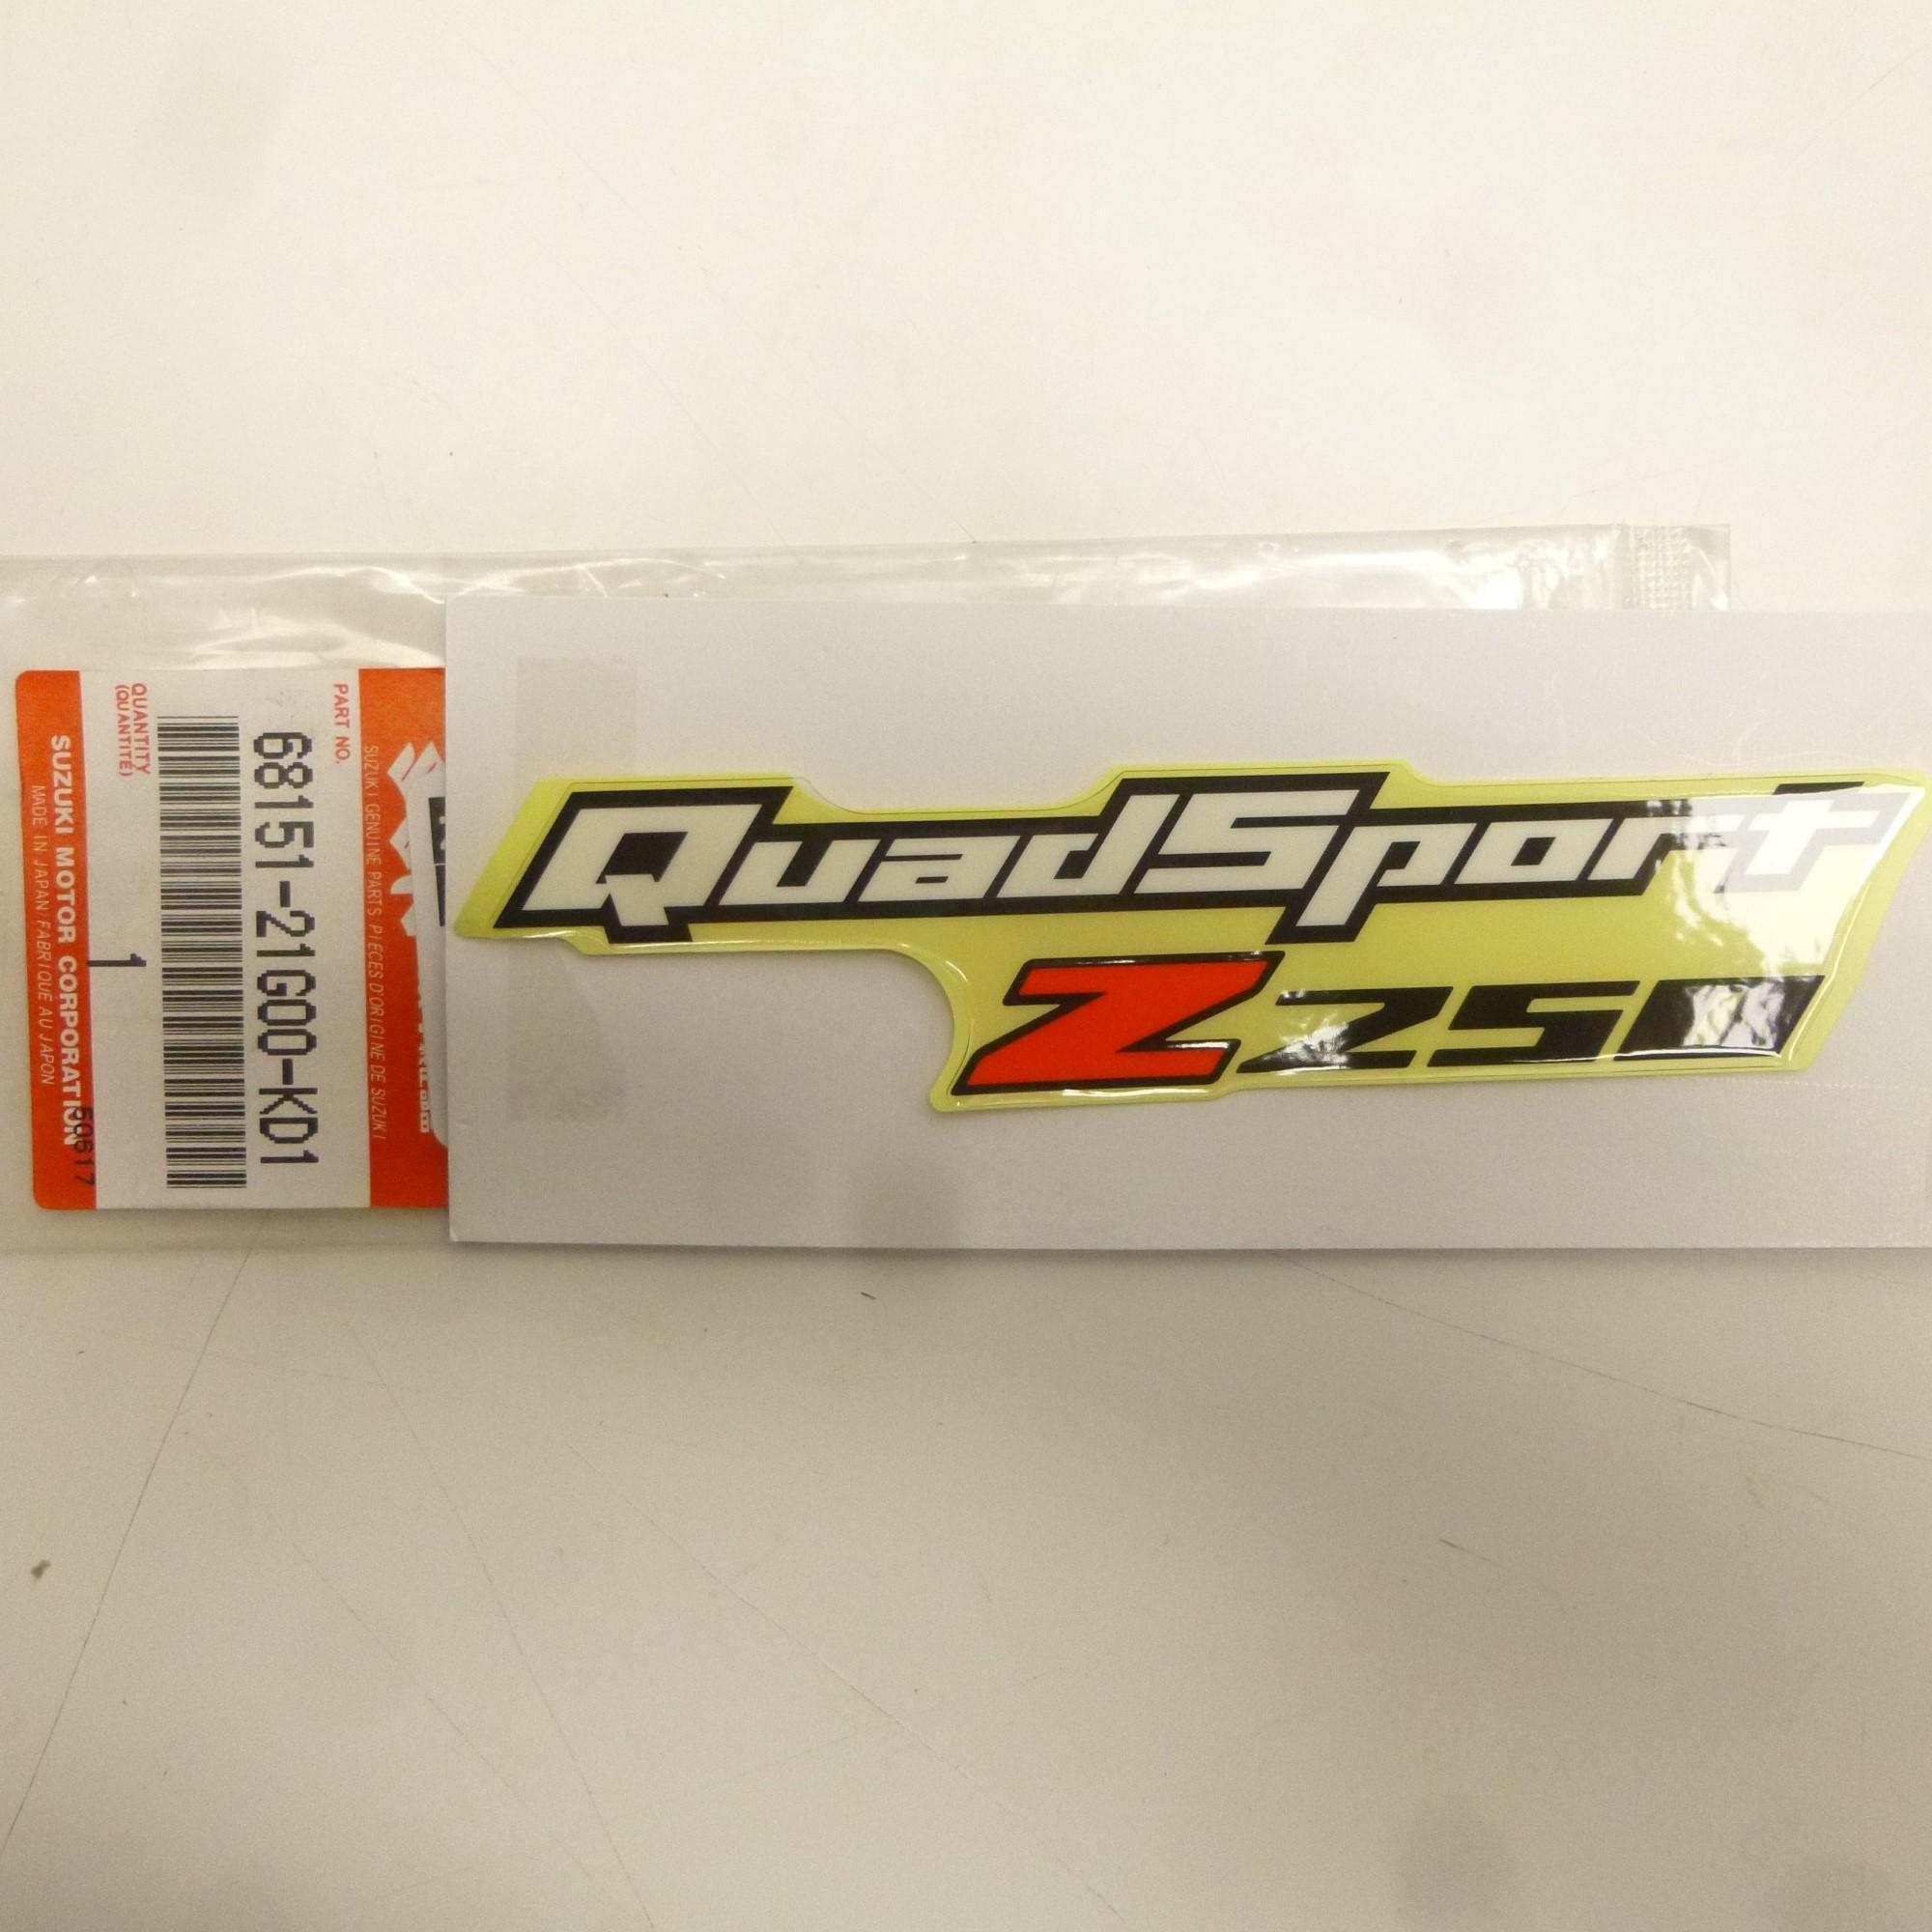 SUZUKI GENUINE PARTS PIECES D'ORIGINE DE SUZUKI
PART NO.
68151-21G00-KD1
QUANTITY
(QUANTITÉ)
1
SUZUKI MOTOR CORPORATION
MADE IN JAPAN/FABRIQUÉ AU JAPON
50617
QuadSport
Z250